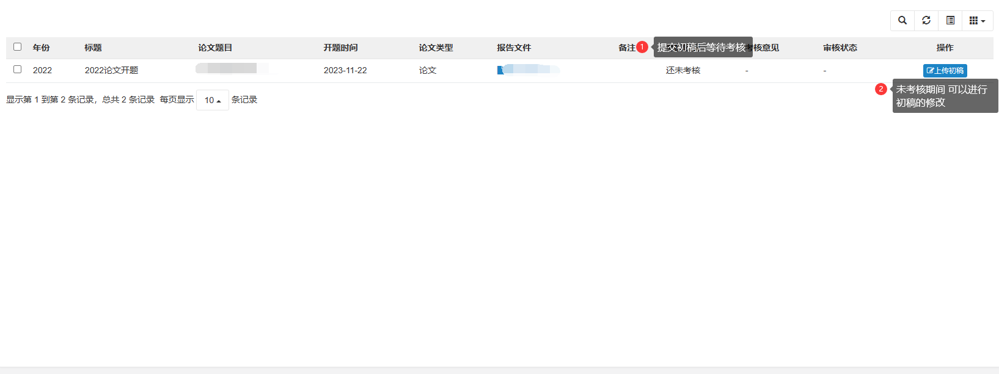 年份 标题 论文题目 开题时间 论文类型 报告文件 备注 1 提交初稿后等待考核 考核意见 审核状态 操作
2022 2022论文开题 2023-11-22 论文 还未考核 - - 上传初稿
2 未考核期间 可以进行
初稿的修改
显示第 1 到第 2 条记录，总共 2 条记录 每页显示 10 条记录